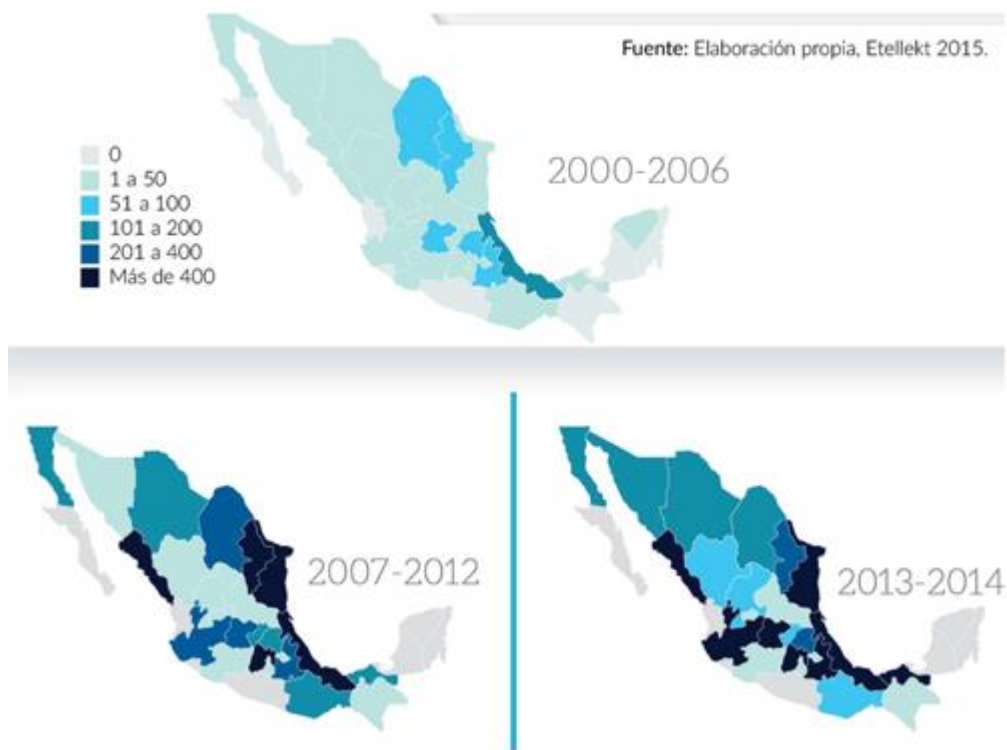 Fuente: Elaboración propia, Etellekt 2015.
0
1 a 50
51 a 100
101 a 200
201 a 400
Más de 400
2000-2006
2007-2012
2013-2014